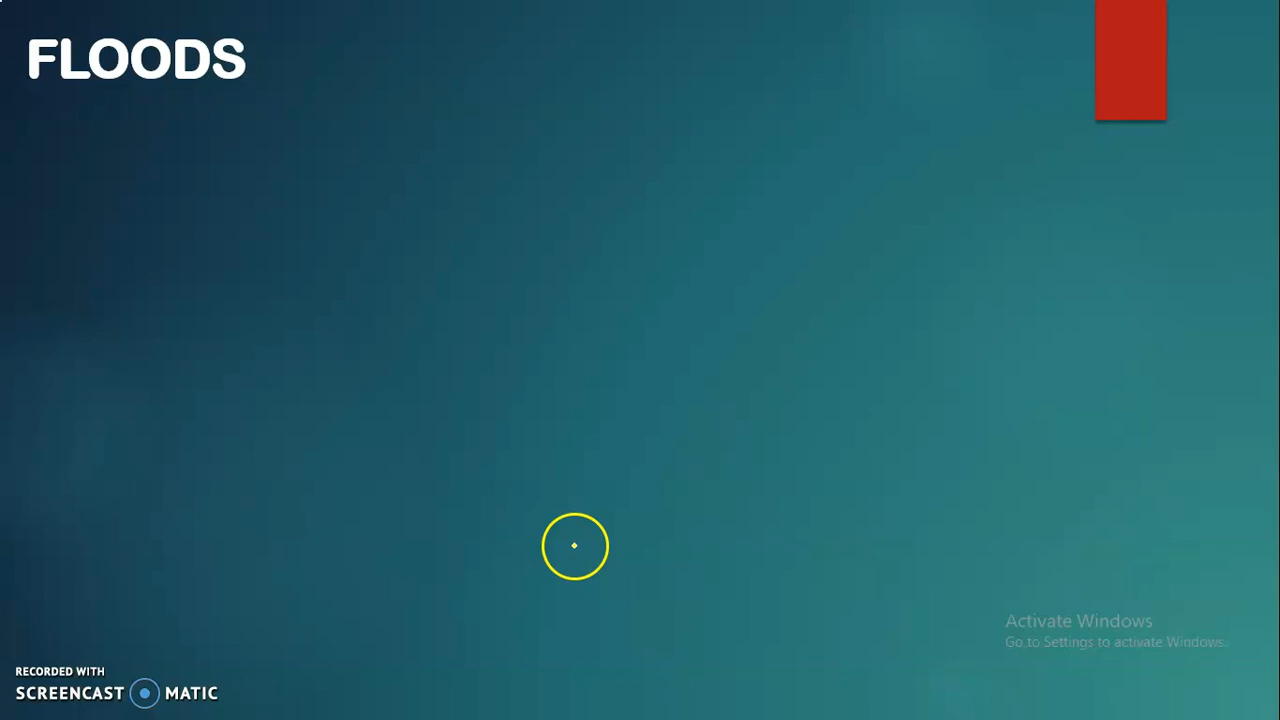 FLOODS
Activate Windows
Go to Settings to activate Windows.
RECORDED WITH
SCREENCAST MATIC